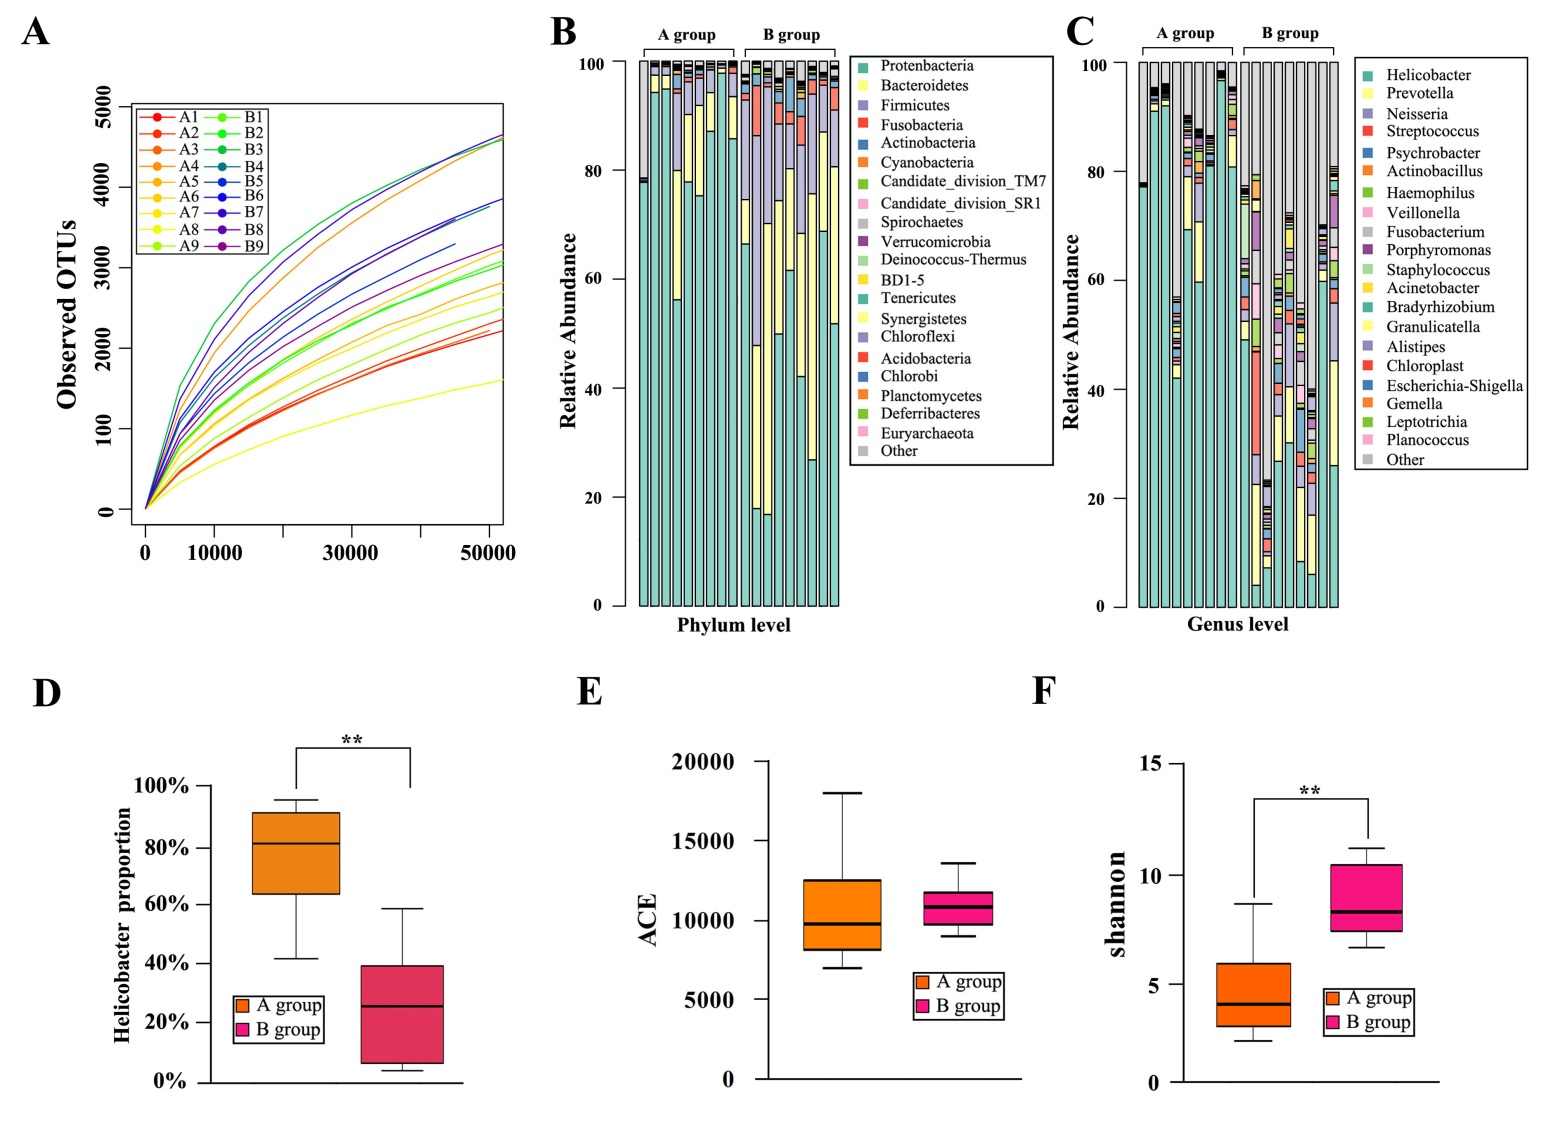 A
Observed OTUs
5000
4000
3000
2000
100
0
A1 B1
A2 B2
A3 B3
A4 B4
A5 B5
A6 B6
A7 B7
A8 B8
A9 B9
0 10000 30000 50000
B
A group B group
Relative Abundance
100
80
60
40
20
0
Phylum level
Protenbacteria
Bacteroidetes
Firmicutes
Fusobacteria
Actinobacteria
Cyanobacteria
Candidate_division_TM7
Candidate_division_SR1
Spirochaetes
Verrucomicrobia
Deinococcus-Thermus
BD1-5
Tenericutes
Synergistetes
Chloroflexi
Acidobacteria
Chlorobi
Planctomycetes
Deferribacteres
Euryarchaeota
Other
C
A group B group
Relative Abundance
100
80
60
40
20
0
Genus level
Helicobacter
Prevotella
Neisseria
Streptococcus
Psychrobacter
Actinobacillus
Haemophilus
Veillonella
Fusobacterium
Porphyromonas
Staphylococcus
Acinetobacter
Bradyrhizobium
Granulicatella
Alistipes
Chloroplast
Escherichia-Shigella
Gemella
Leptotrichia
Planococcus
Other
D
Helicobacter proportion
100%
80%
60%
40%
20%
0%
**
A group
B group
E
ACE
20000
15000
10000
5000
0
A group
B group
F
shannon
15
10
5
0
**
A group
B group